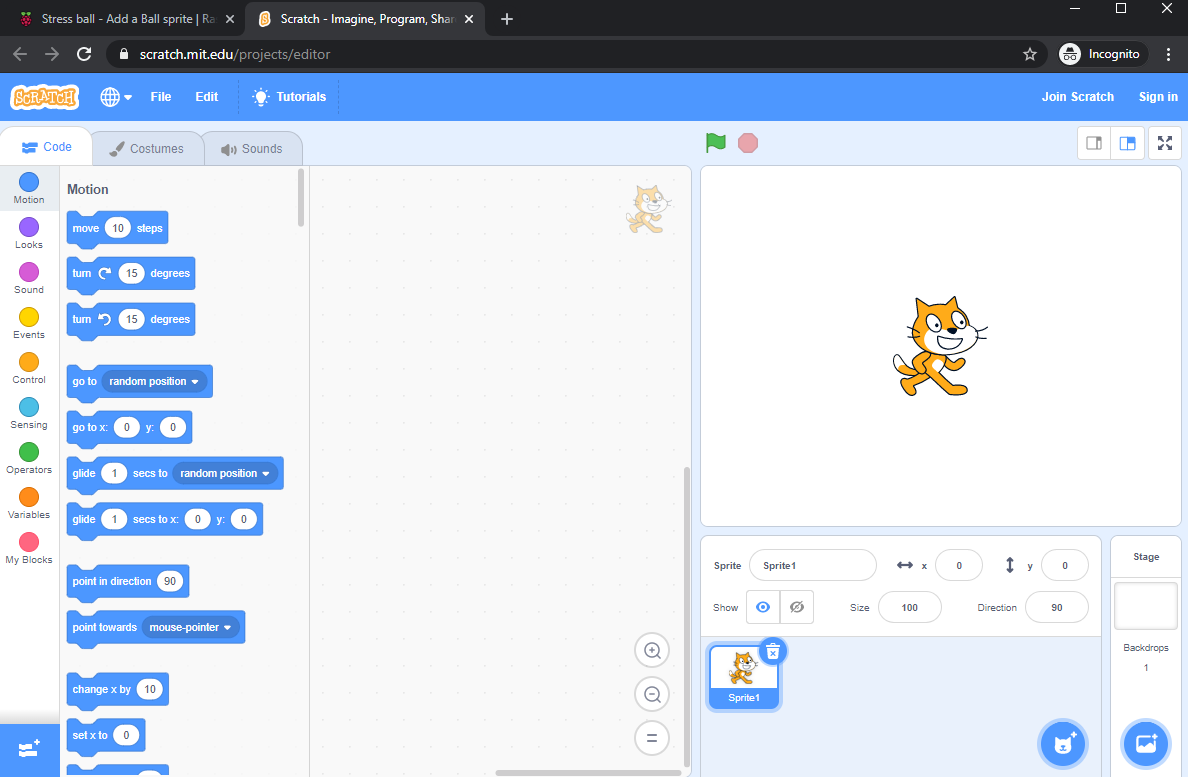 Stress ball - Add a Ball sprite | Ra
Scratch - Imagine, Program, Shar
scratch.mit.edu/projects/editor
Incognito
SCRATCH
File
Edit
Tutorials
Join Scratch
Sign in
Code
Costumes
Sounds
Motion
Looks
Sound
Events
Control
Sensing
Operators
Variables
My Blocks
Motion
move 10 steps
turn 15 degrees
turn 15 degrees
go to random position
go to x: 0 y: 0
glide 1 secs to random position
glide 1 secs to x: 0 y: 0
point in direction 90
point towards mouse-pointer
change x by 10
set x to 0
Sprite Sprite1 x 0 y 0
Show Size 100 Direction 90
Sprite1
Stage
Backdrops
1